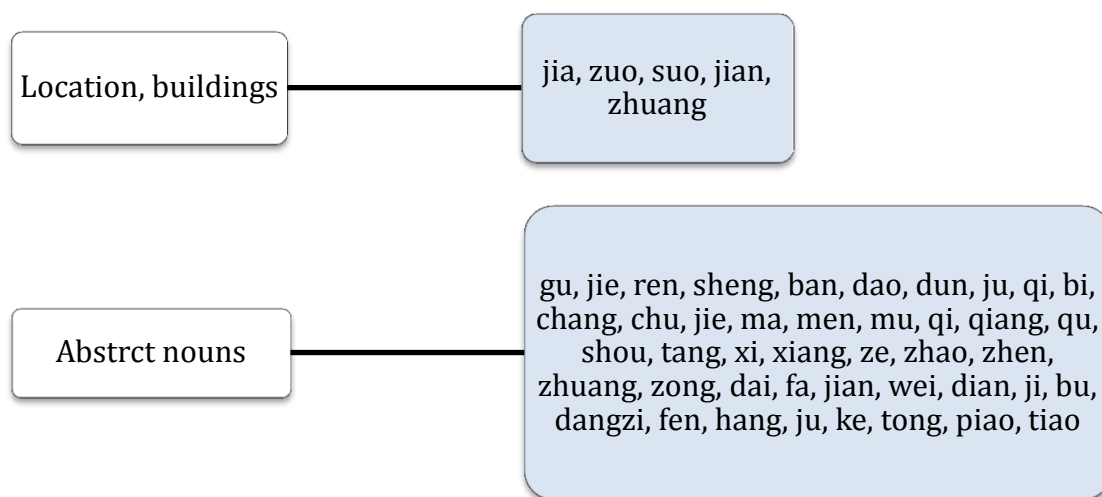 Location, buildings
jia, zuo, suo, jian,
zhuang
Abstrct nouns
gu, jie, ren, sheng, ban, dao, dun, ju, qi, bi,
chang, chu, jie, ma, men, mu, qi, qiang, qu,
shou, tang, xi, xiang, ze, zhao, zhen,
zhuang, zong, dai, fa, jian, wei, dian, ji, bu,
dangzi, fen, hang, ju, ke, tong, piao, tiao